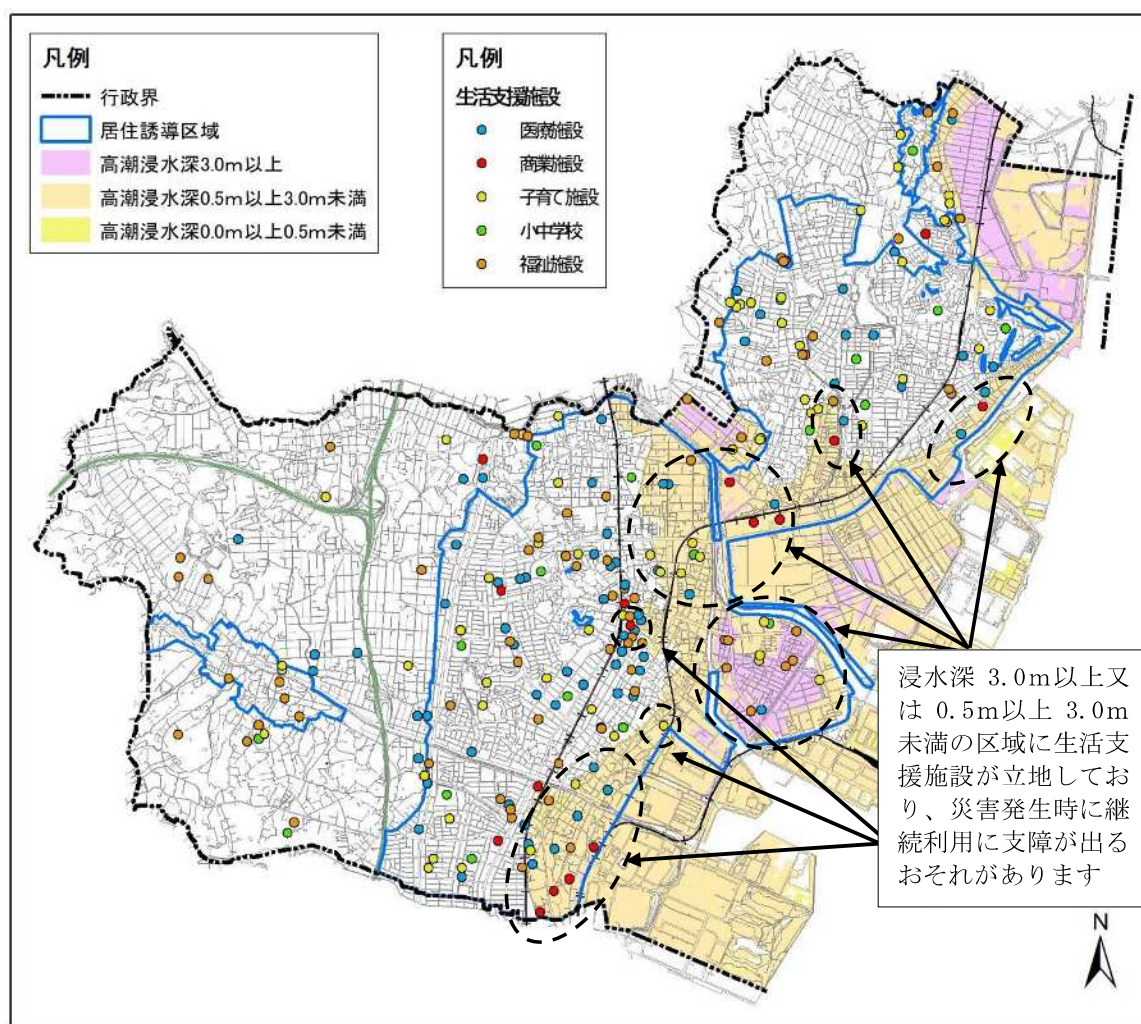 凡例
行政界
居住誘導区域
高潮浸水深3.0m以上
高潮浸水深0.5m以上3.0m未満
高潮浸水深0.0m以上0.5m未満
凡例
生活支援施設
医療施設
商業施設
子育て施設
小中学校
福祉施設
浸水深 3.0m以上又
は 0.5m以上 3.0m
未満の区域に生活支
援施設が立地してお
り、災害発生時に継
続利用に支障が出る
おそれがあります
N